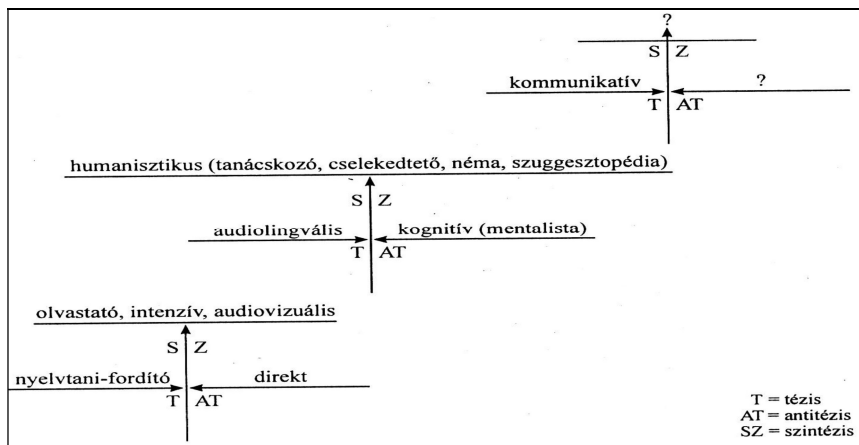 ?
S Z
kommunikatív ?
T AT
humanisztikus (tanácskozó, cselekedtető, néma, szuggesztopédia)
S Z
audiolingvális kognitív (mentalista)
T AT
olvastató, intenzív, audiovizuális
S Z
nyelvtani-fordító direkt
T AT
T = tézis
AT = antitézis
SZ = szintézis